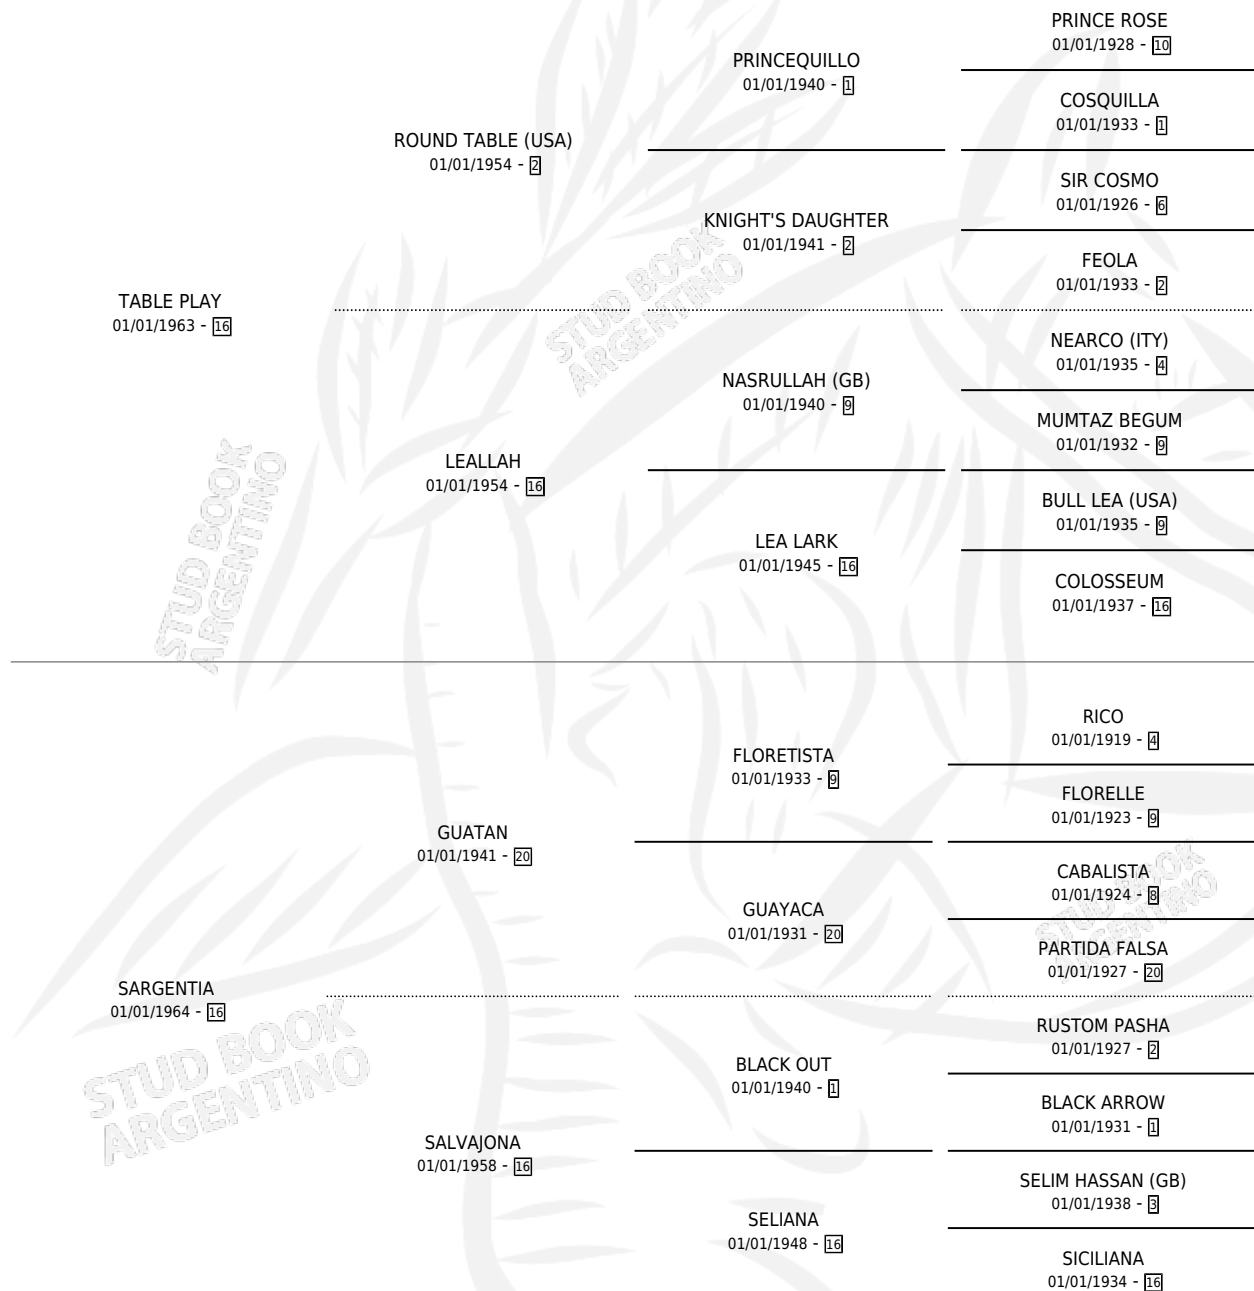 TABLE PLAY
01/01/1963 - 16
ROUND TABLE (USA)
01/01/1954 - 2
PRINCEQUILLO
01/01/1940 - 1
PRINCE ROSE
01/01/1928 - 10
COSQUILLA
01/01/1933 - 1
KNIGHT'S DAUGHTER
01/01/1941 - 2
SIR COSMO
01/01/1926 - 6
FEOLA
01/01/1933 - 2
LEALLAH
01/01/1954 - 16
NASRULLAH (GB)
01/01/1940 - 9
NEARCO (ITY)
01/01/1935 - 4
MUMTAZ BEGUM
01/01/1932 - 9
LEA LARK
01/01/1945 - 16
BULL LEA (USA)
01/01/1935 - 9
COLOSSEUM
01/01/1937 - 16
SARGENTIA
01/01/1964 - 16
GUATAN
01/01/1941 - 20
FLORETISTA
01/01/1933 - 9
RICO
01/01/1919 - 4
FLORELLE
01/01/1923 - 9
GUAYACA
01/01/1931 - 20
CABALISTA
01/01/1924 - 8
PARTIDA FALSA
01/01/1927 - 20
SALVAJONA
01/01/1958 - 16
BLACK OUT
01/01/1940 - 1
RUSTOM PASHA
01/01/1927 - 2
BLACK ARROW
01/01/1931 - 1
SELIANA
01/01/1948 - 16
SELIM HASSAN (GB)
01/01/1938 - 3
SICILIANA
01/01/1934 - 16
STUD BOOK
ARGENTINO
STUD BOOK
ARGENTINO
STUD BOOK
ARGENTINO
STUD BOOK
ARGENTINO